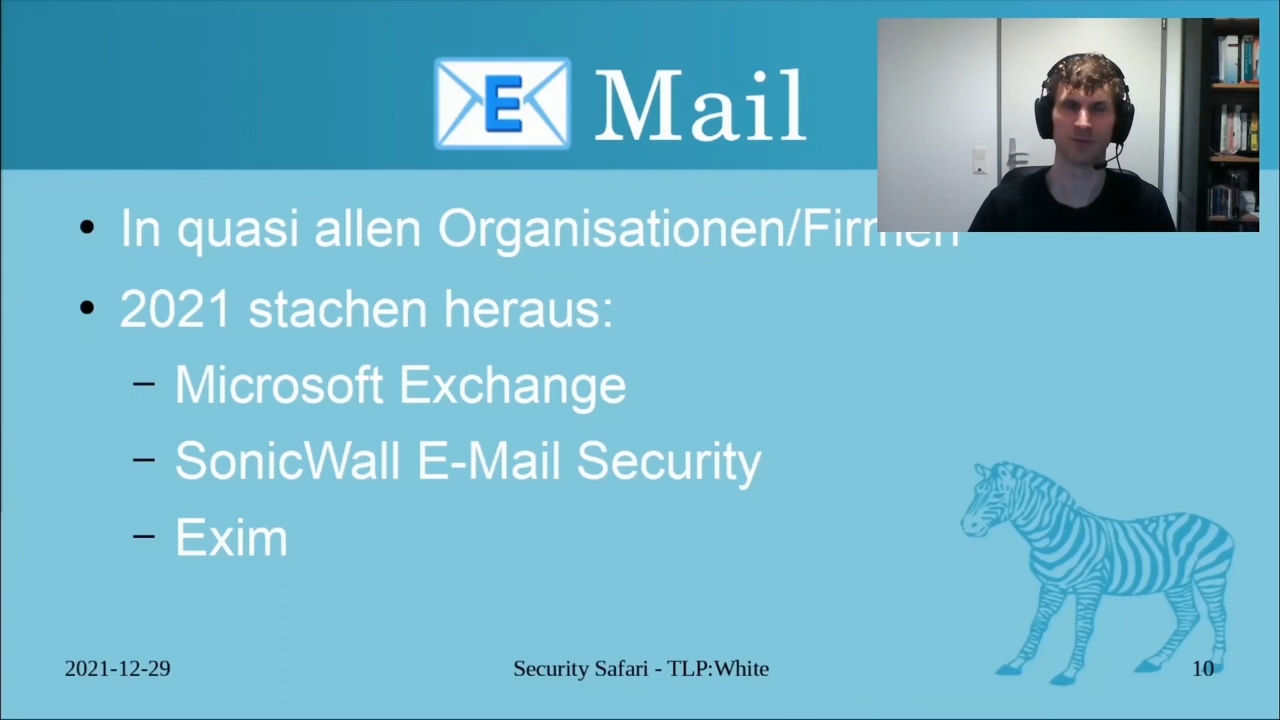 E Mail
In quasi allen Organisationen/Firmen
2021 stachen heraus:
Microsoft Exchange
SonicWall E-Mail Security
Exim
2021-12-29
Security Safari - TLP:White
10